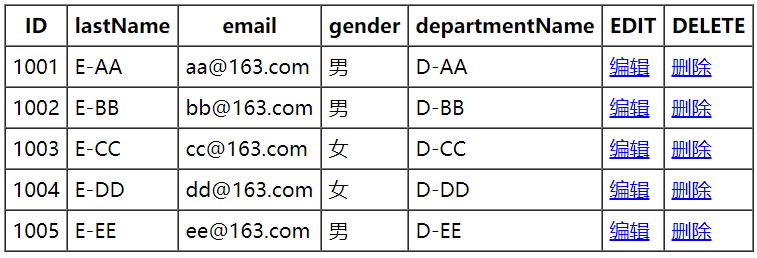 ID lastName email gender departmentName EDIT DELETE
1001 E-AA aa@163.com 男 D-AA 编辑 删除
1002 E-BB bb@163.com 男 D-BB 编辑 删除
1003 E-CC cc@163.com 女 D-CC 编辑 删除
1004 E-DD dd@163.com 女 D-DD 编辑 删除
1005 E-EE ee@163.com 男 D-EE 编辑 删除